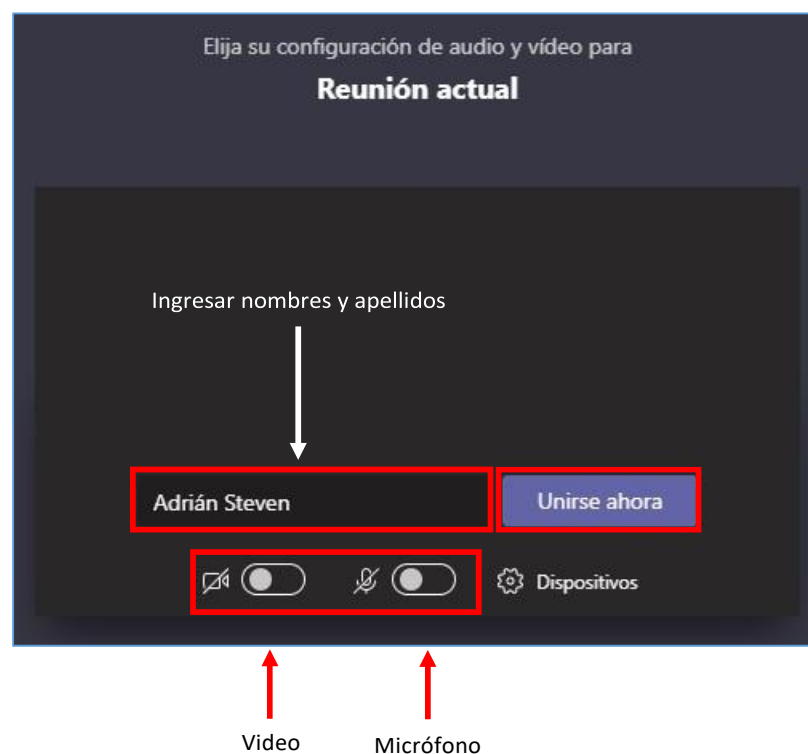 Elija su configuración de audio y vídeo para
Reunión actual
Ingresar nombres y apellidos
Adrián Steven
Unirse ahora
Dispositivos
Video
Micrófono